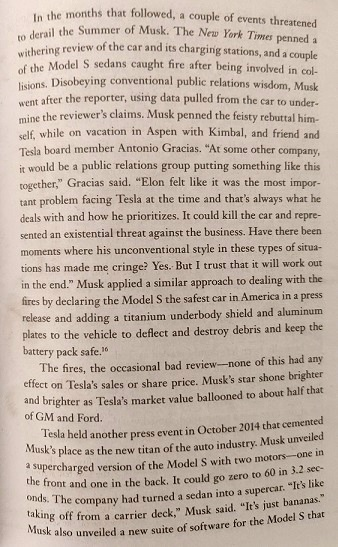 In the months that followed, a couple of events threatened
to derail the Summer of Musk. The New York Times penned a
withering review of the car and its charging stations, and a couple
of the Model S sedans caught fire after being involved in col-
lisions. Disobeying conventional public relations wisdom, Musk
went after the reporter, using data pulled from the car to under-
mine the reviewer's claims. Musk penned the feisty rebuttal him-
self, while on vacation in Aspen with Kimbal, and friend and
Tesla board member Antonio Gracias. "At some other company,
it would be a public relations group putting something like this
together," Gracias said. "Elon felt like it was the most impor-
tant problem facing Tesla at the time and that's always what he
deals with and how he prioritizes. It could kill the car and repre-
sented an existential threat against the business. Have there been
moments where his unconventional style in these types of situa-
tions has made me cringe? Yes. But I trust that it will work out
in the end." Musk applied a similar approach to dealing with the
fires by declaring the Model S the safest car in America in a press
release and adding a titanium underbody shield and aluminum
plates to the vehicle to deflect and destroy debris and keep the
battery pack safe.16
The fires, the occasional bad review—none of this had any
effect on Tesla's sales or share price. Musk's star shone brighter
and brighter as Tesla's market value ballooned to about half that
of GM and Ford.
Tesla held another press event in October 2014 that cemented
Musk's place as the new titan of the auto industry. Musk unveiled
a supercharged version of the Model S with two motors—one in
the front and one in the back. It could go zero to 60 in 3.2 sec-
onds. The company had turned a sedan into a supercar. "It's like
taking off from a carrier deck," Musk said. "It's just bananas."
Musk also unveiled a new suite of software for the Model S that